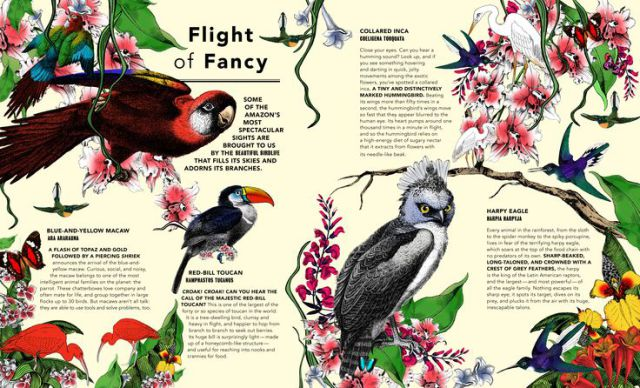 Flight
of Fancy
SOME
OF THE
AMAZON'S
MOST
SPECTACULAR
SIGHTS ARE
BROUGHT TO US
BY THE BEAUTIFUL BIRDLIFE
THAT FILLS ITS SKIES AND
ADORNS ITS BRANCHES.
BLUE-AND-YELLOW MACAW
ARA ARARAUNA
A FLASH OF TOPAZ AND GOLD
FOLLOWED BY A PIERCING SHRIEK
announces the arrival of the blue-and-
yellow macaw. Curious, social, and noisy,
the macaw belongs to one of the most
intelligent animal families on the planet: the
parrot. These chatterboxes love company and
often mate for life, and group together in large
flocks up to 30 birds. But macaws aren't all talk:
they are able to use tools and solve problems, too.
RED-BILL TOUCAN
RAMPHASTOS TUCANUS
CROAK! CROAK! CAN YOU HEAR THE
CALL OF THE MAJESTIC RED-BILL
TOUCAN? This is one of the largest of the
forty or so species of toucan in the world.
It is a tree-dwelling bird, clumsy and
heavy in flight, and happier to hop from
branch to branch to seek out berries.
Its huge bill is surprisingly light—made
up of a honeycomb-like structure—
and useful for reaching into nooks and
crannies for food.
COLLARED INCA
COELIGENA TORQUATA
Close your eyes. Can you hear a
humming sound? Look up, and if
you see something hovering
and darting in quick, jolty
movements among the exotic
flowers, you've spotted a collared
inca. A TINY AND DISTINCTIVELY
MARKED HUMMINGBIRD. Beating
its wings more than fifty times in a
second, the hummingbird's wings move
so fast that they appear blurred to the
human eye. Its heart pumps around one
thousand times a minute in flight,
and so the hummingbird relies on
a high-energy diet of sugary nectar
that it extracts from flowers with
its needle-like beak.
HARPY EAGLE
HARPIA HARPYJA
Every animal in the rainforest, from the sloth
to the spider monkey to the spiky porcupine,
lives in fear of the terrifying harpy eagle,
which soars at the top of the food chain with
no predators of its own. SHARP-BEAKED,
LONG-TALONED, AND CROWNED WITH A
CREST OF GREY FEATHERS, the harpy
is the king of the Latin American raptors,
and the largest—and most powerful—of
all the eagle family. Nothing escapes its
sharp eye; it spots its target, dives on its
prey, and plucks it from the air with its huge,
inescapable talons.